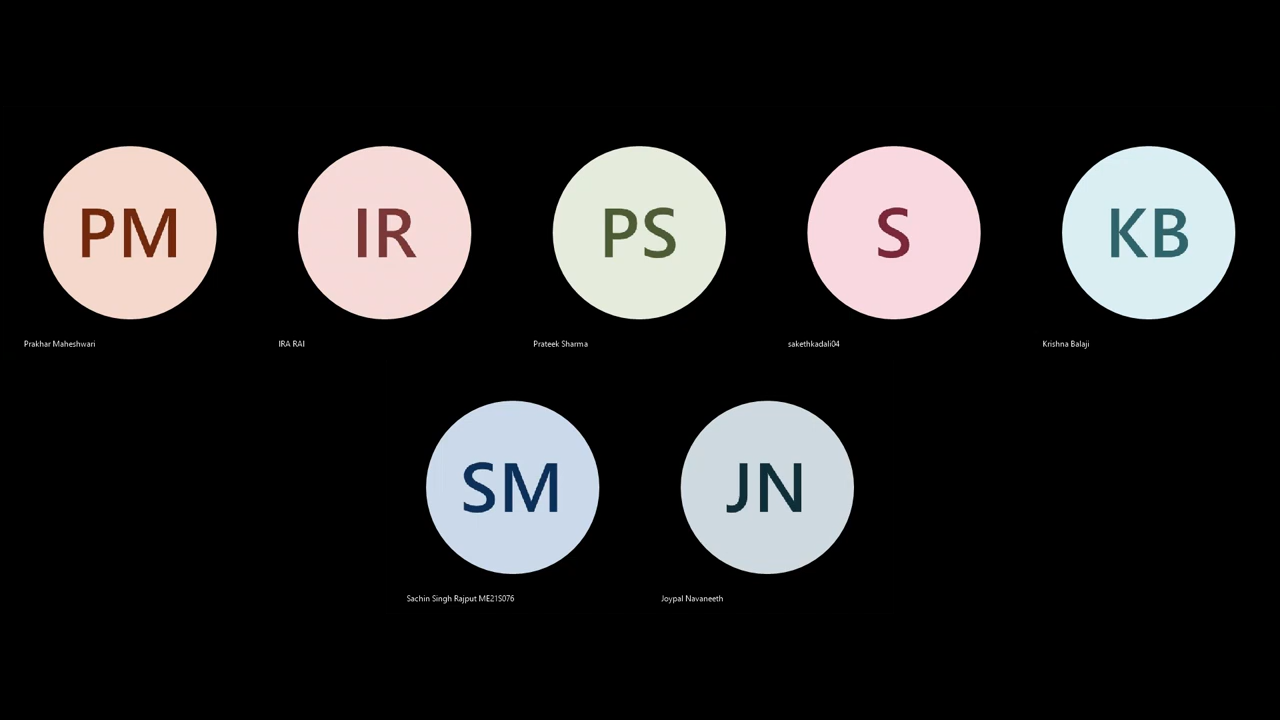 PM
IR
PS
S
KB
Prakhar Maheshwari
IRA RAI
Prateek Sharma
sakethkadali04
Krishna Balaji
SM
JN
Sachin Singh Rajput ME21S076
Joypal Navaneeth